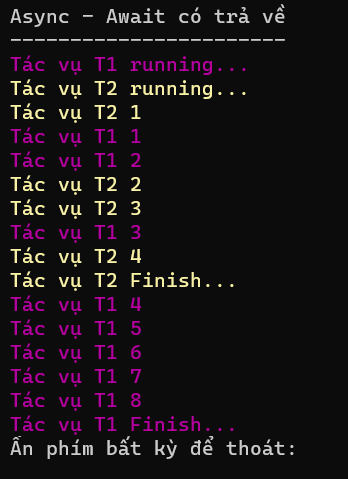 Async - Await có trả về
-----------------------
Tác vụ T1 running...
Tác vụ T2 running...
Tác vụ T2 1
Tác vụ T1 1
Tác vụ T1 2
Tác vụ T2 2
Tác vụ T2 3
Tác vụ T1 3
Tác vụ T2 4
Tác vụ T2 Finish...
Tác vụ T1 4
Tác vụ T1 5
Tác vụ T1 6
Tác vụ T1 7
Tác vụ T1 8
Tác vụ T1 Finish...
Ấn phím bất kỳ để thoát: